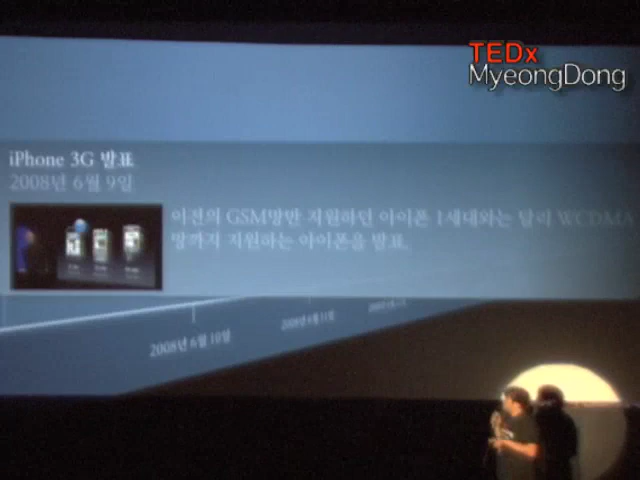 TEDx
MyeongDong
iPhone 3G 발표
2008년 6월 9일
이전의 GSM망만 지원하던 아이폰 1세대와는 달리 WCDMA
망까지 지원하는 아이폰을 발표.
2008년 6월 10일